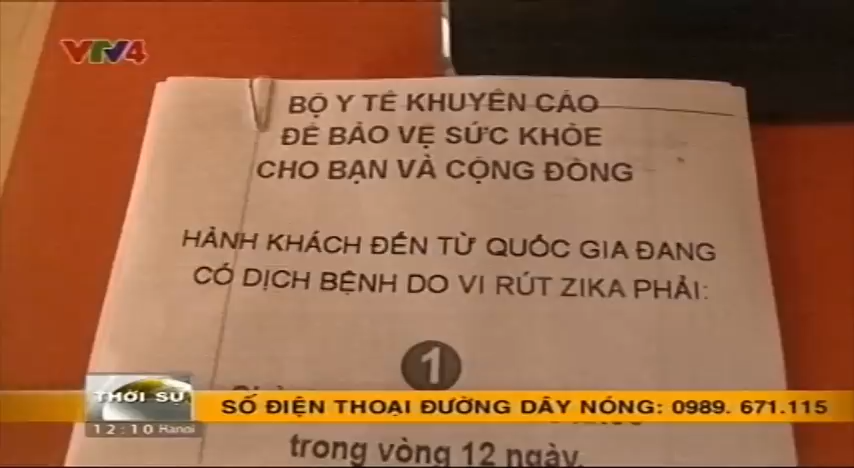 VTV4
BỘ Y TẾ KHUYẾN CÁO
ĐỂ BẢO VỆ SỨC KHỎE
CHO BẠN VÀ CỘNG ĐỒNG
HÀNH KHÁCH ĐẾN TỪ QUỐC GIA ĐANG
CÓ DỊCH BỆNH DO VI RÚT ZIKA PHẢI:
1
THỜI SỰ
SỐ ĐIỆN THOẠI ĐƯỜNG DÂY NÓNG: 0989. 671.115
12:10 Hanoi
trong vòng 12 ngày.